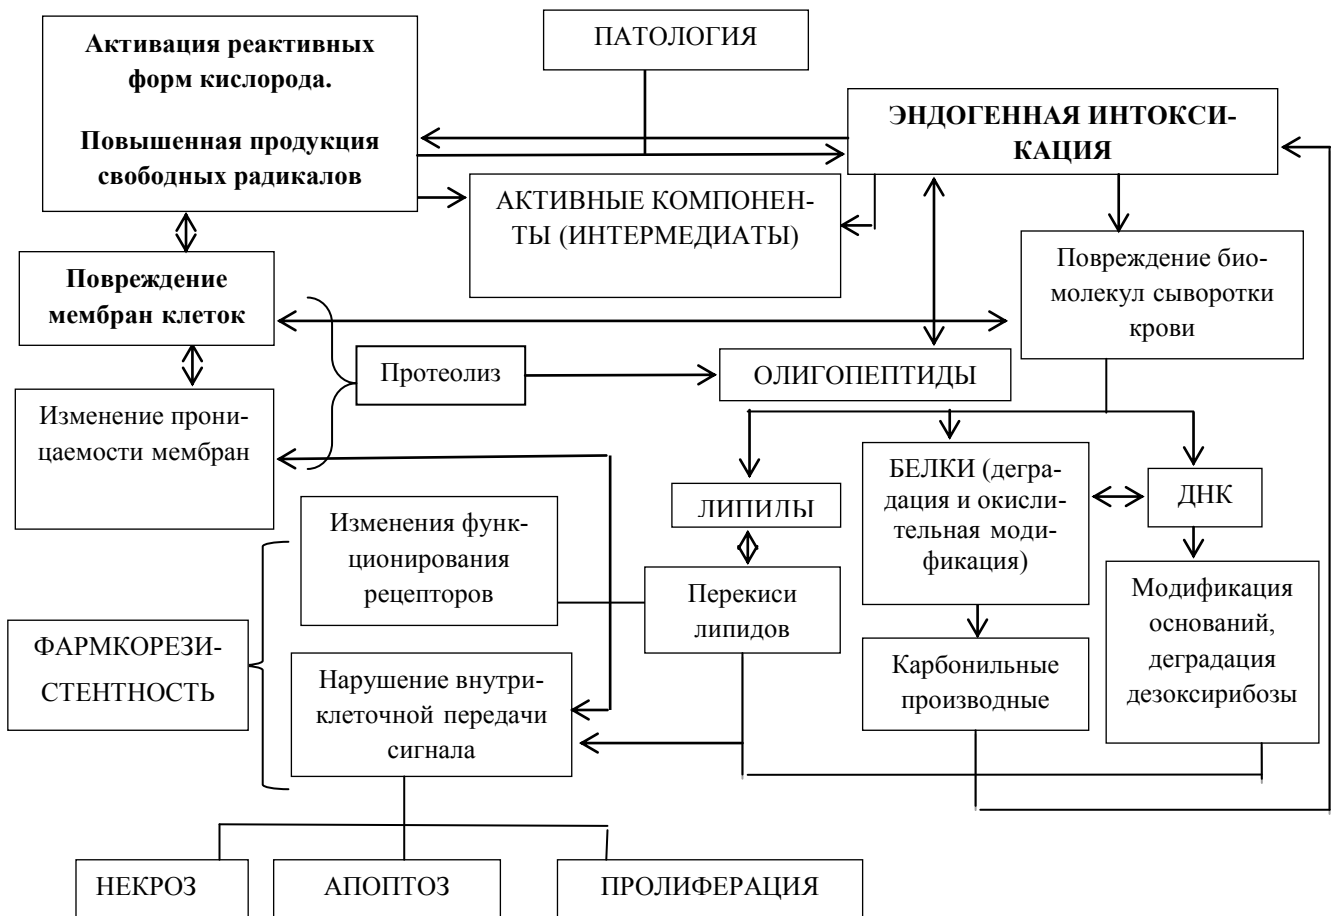 Активация реактивных
форм кислорода.
Повышенная продукция
свободных радикалов
ПАТОЛОГИЯ
ЭНДОГЕННАЯ ИНТОКСИ-
КАЦИЯ
АКТИВНЫЕ КОМПОНЕН-
ТЫ (ИНТЕРМЕДИАТЫ)
Повреждение
мембран клеток
Повреждение био-
молекул сыворотки
крови
Протеолиз
ОЛИГОПЕПТИДЫ
Изменение прони-
цаемости мембран
ЛИПИДЫ
БЕЛКИ (дегра-
дация и окисли-
тельная моди-
фикация)
ДНК
Изменения функ-
ционирования
рецепторов
Перекиси
липидов
Модификация
оснований,
деградация
дезоксирибозы
ФАРМКОРЕЗИ-
СТЕНТНОСТЬ
Нарушение внутри-
клеточной передачи
сигнала
Карбонильные
производные
НЕКРОЗ
АПОПТОЗ
ПРОЛИФЕРАЦИЯ